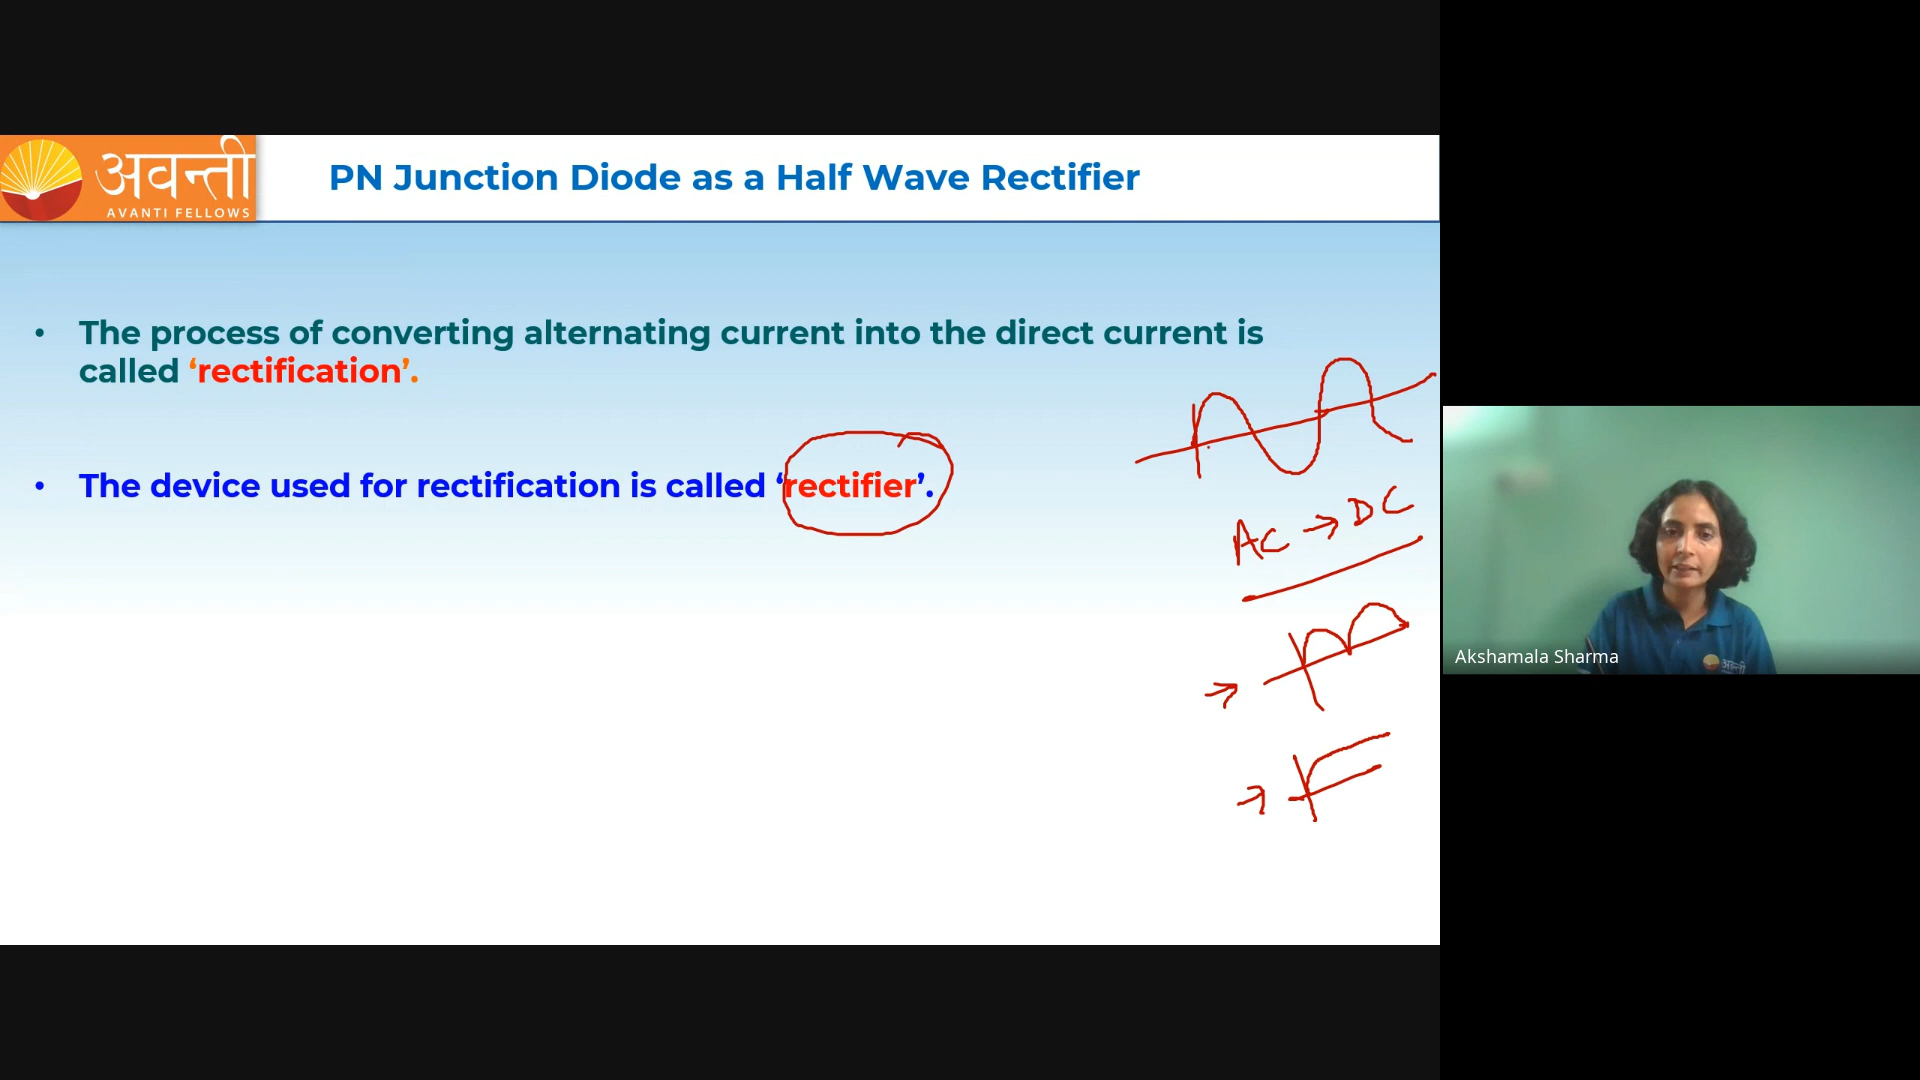 अवन्ती
AVANTI FELLOWS
PN Junction Diode as a Half Wave Rectifier
• The process of converting alternating current into the direct current is
called ‘rectification’.
• The device used for rectification is called ‘rectifier’.
AC → DC
Akshamala Sharma
अवन्ती